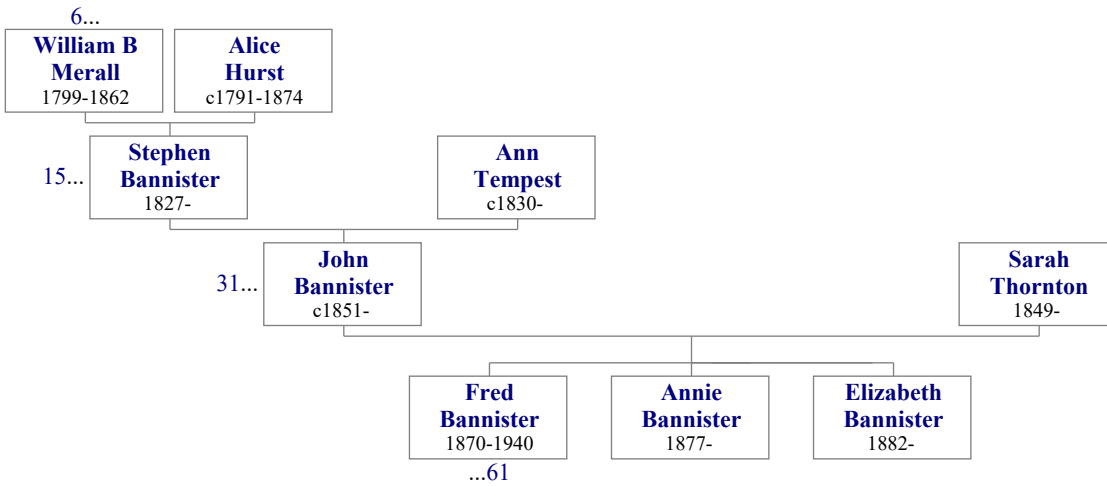 6...
William B
Merall
1799-1862
Alice
Hurst
c1791-1874
15...
Stephen
Bannister
1827-
Ann
Tempest
c1830-
31...
John
Bannister
c1851-
Sarah
Thornton
1849-
Fred
Bannister
1870-1940
Annie
Bannister
1877-
Elizabeth
Bannister
1882-
...61